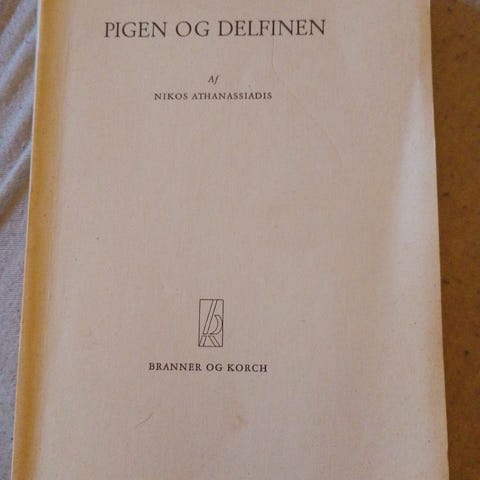 PIGEN OG DELFINEN
Af
NIKOS ATHANASSIADIS
BRANNER OG KORCH